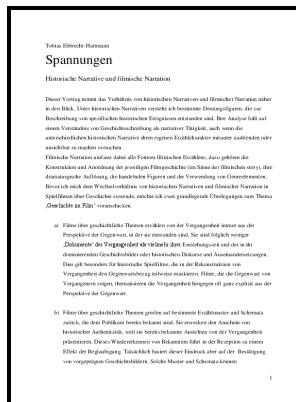 Tobias Ebbrecht-Hartmann
Spannungen
Historische Narrative und filmische Narration
Dieser Vortrag nimmt das Verhältnis von historischen Narrativen und filmischer Narration näher
in den Blick. Unter historischen Narrativen verstehe ich bestimmte Deutungsfiguren, die zur
Beschreibung von spezifischen historischen Ereignissen entstanden sind. Ihre Analyse fußt auf
einem Verständnis von Geschichtsschreibung als narrativer Tätigkeit, auch wenn die
unterschiedlichen historischen Narrative ihren eigenen Erzählcharakter mitunter ausblenden oder
unsichtbar zu machen versuchen.
Filmische Narration umfasst dabei alle Formen filmischen Erzählens, dazu gehören die
Konstruktion und Anordnung der jeweiligen Filmgeschichte (im Sinne der filmischen story), ihre
dramaturgische Auflösung, die handelnden Figuren und die Verwendung von Genreelementen.
Bevor ich mich dem Wechselverhältnis von historischen Narrativen und filmischer Narration in
Spielfilmen über Geschichte zuwende, möchte ich zwei grundlegende Überlegungen zum Thema
‚Geschichte im Film' voranschicken.
a) Filme über geschichtliche Themen erzählen von der Vergangenheit immer aus der
Perspektive der Gegenwart, in der sie entstanden sind. Sie sind folglich weniger
‚Dokumente' der Vergangenheit als vielmehr ihrer Entstehungszeit und der in ihr
dominierenden Geschichtsbilder oder historischen Diskurse und Auseinandersetzungen.
Dies gilt besonders für historische Spielfilme, die in der Rekonstruktion von
Vergangenheit den Gegenwartsbezug teilweise maskieren. Filme, die die Gegenwart von
Vergangenem zeigen, thematisieren die Vergangenheit hingegen oft ganz explizit aus der
Perspektive der Gegenwart.
b) Filme über geschichtliche Themen greifen auf bestimmte Erzählmuster und Schemata
zurück, die dem Publikum bereits bekannt sind. Sie erwecken den Anschein von
historischer Authentizität, weil sie bereits bekannte Ansichten von der Vergangenheit
präsentieren. Dieses Wiedererkennen von Bekanntem führt in der Rezeption zu einem
Effekt der Beglaubigung. Tatsächlich basiert dieser Eindruck aber auf der Bestätigung
von vorgeprägten Geschichtsbildern. Solche Muster und Schemata können
1